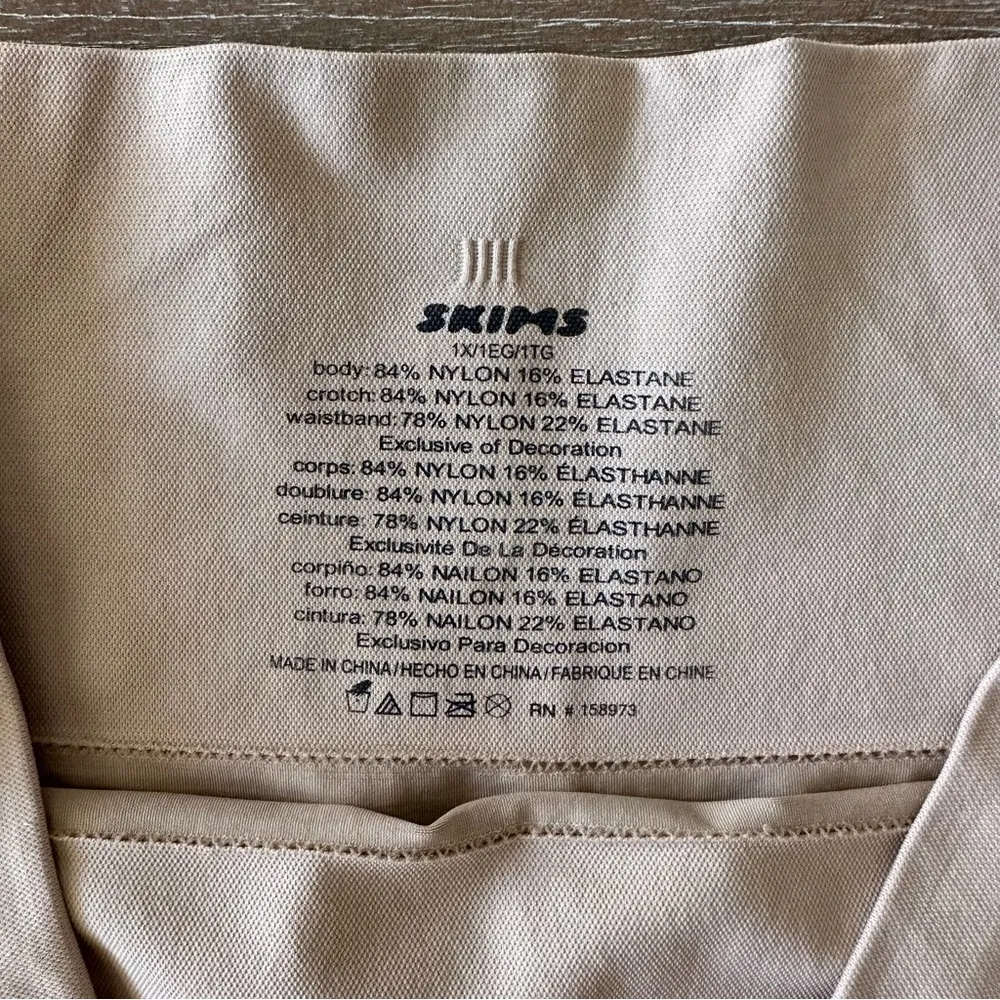 SKIMS
1X/1EG/1TG
body: 84% NYLON 16% ELASTANE
crotch: 84% NYLON 16% ELASTANE
waistband: 78% NYLON 22% ELASTANE
Exclusive of Decoration
corps: 84% NYLON 16% ÉLASTHANNE
doublure: 84% NYLON 16% ÉLASTHANNE
ceinture: 78% NYLON 22% ÉLASTHANNE
Exclusivité De La Décoration
corpiño: 84% NAILON 16% ELASTANO
forro: 84% NAILON 16% ELASTANO
cintura: 78% NAILON 22% ELASTANO
Exclusivo Para Decoracion
MADE IN CHINA/HECHO EN CHINA/FABRIQUE EN CHINE
RN # 158973